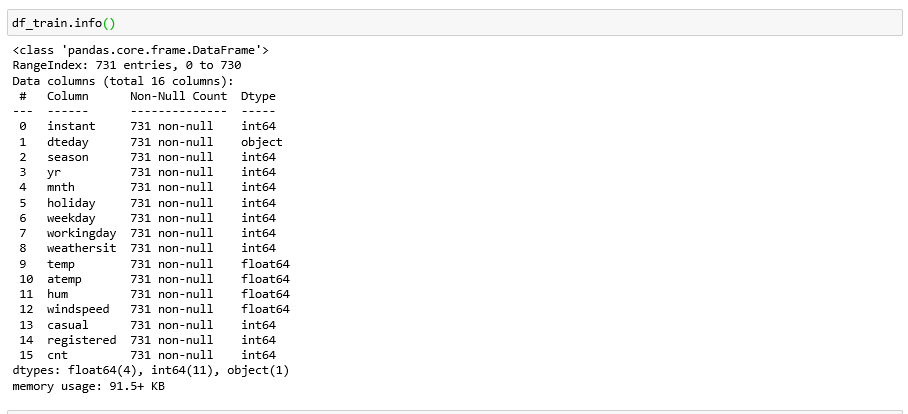 df_train.info()
<class 'pandas.core.frame.DataFrame'>
RangeIndex: 731 entries, 0 to 730
Data columns (total 16 columns):
 #   Column      Non-Null Count  Dtype
---  ------      --------------  -----
 0   instant     731 non-null    int64
 1   dteday      731 non-null    object
 2   season      731 non-null    int64
 3   yr          731 non-null    int64
 4   mnth        731 non-null    int64
 5   holiday     731 non-null    int64
 6   weekday     731 non-null    int64
 7   workingday  731 non-null    int64
 8   weathersit  731 non-null    int64
 9   temp        731 non-null    float64
 10  atemp       731 non-null    float64
 11  hum         731 non-null    float64
 12  windspeed   731 non-null    float64
 13  casual      731 non-null    int64
 14  registered  731 non-null    int64
 15  cnt         731 non-null    int64
dtypes: float64(4), int64(11), object(1)
memory usage: 91.5+ KB